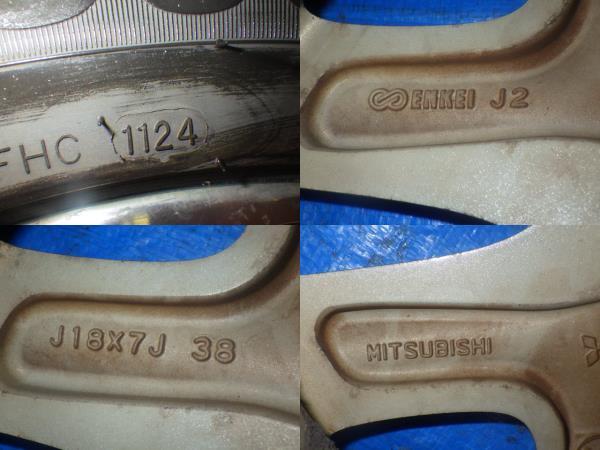 FHC 1124
ENKEI J2
J18X7J 38
MITSUBISHI